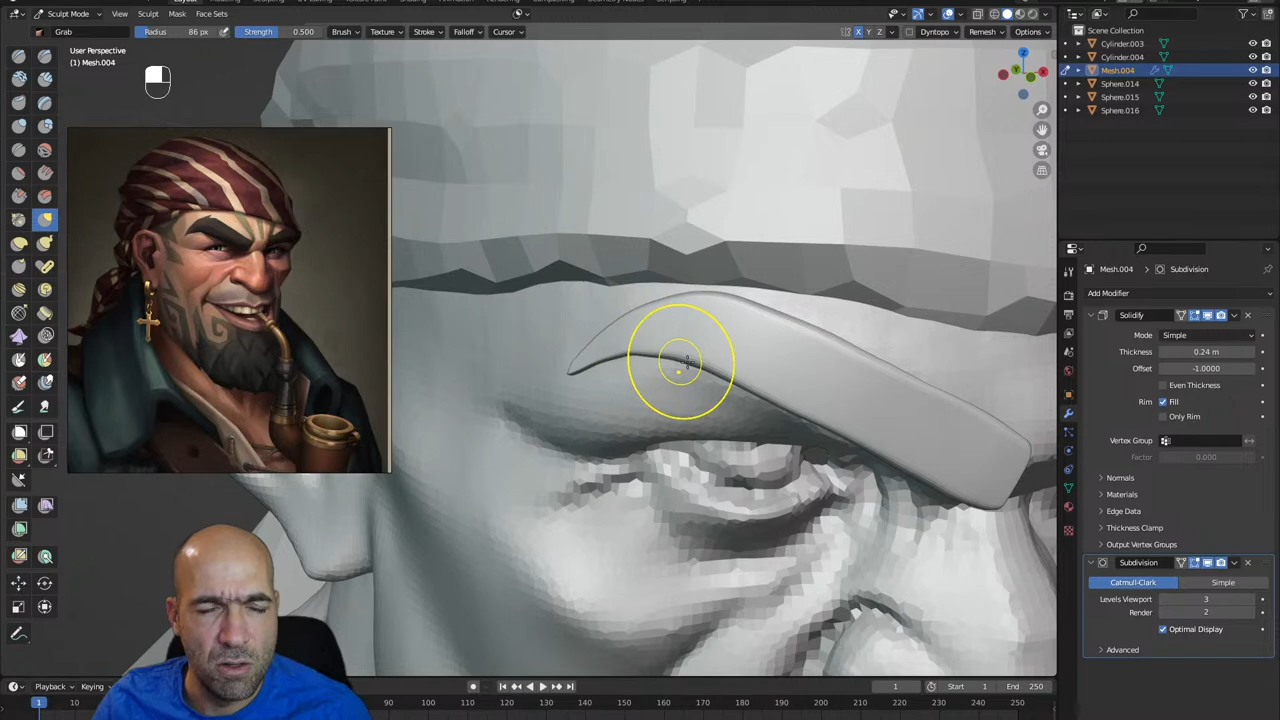 Sculpt Mode Sculpt Mask Face Sets
Grab Radius 86 px Strength 0.500 Brush Texture Stroke Falloff Cursor X Y Z Dyntopo Remesh Options
User Perspective
(1) Mesh.004
Z
X
Y
Scene Collection
Cylinder.003
Cylinder.004
Mesh.004
Sphere.014
Sphere.015
Sphere.016
Mesh.004 Subdivision
Add Modifier
Solidify
Mode Simple
Thickness 0.24 m
Offset -1.0000
Even Thickness
Rim Fill
Only Rim
Vertex Group
Factor 0.000
Normals
Materials
Edge Data
Thickness Clamp
Output Vertex Groups
Subdivision
Catmull-Clark Simple
Levels Viewport 3
Render 2
Optimal Display
Advanced
Playback Keying 1 Start 1 End 250
1 10 100 110 120 130 140 150 160 170 180 190 200 210 220 230 240 250